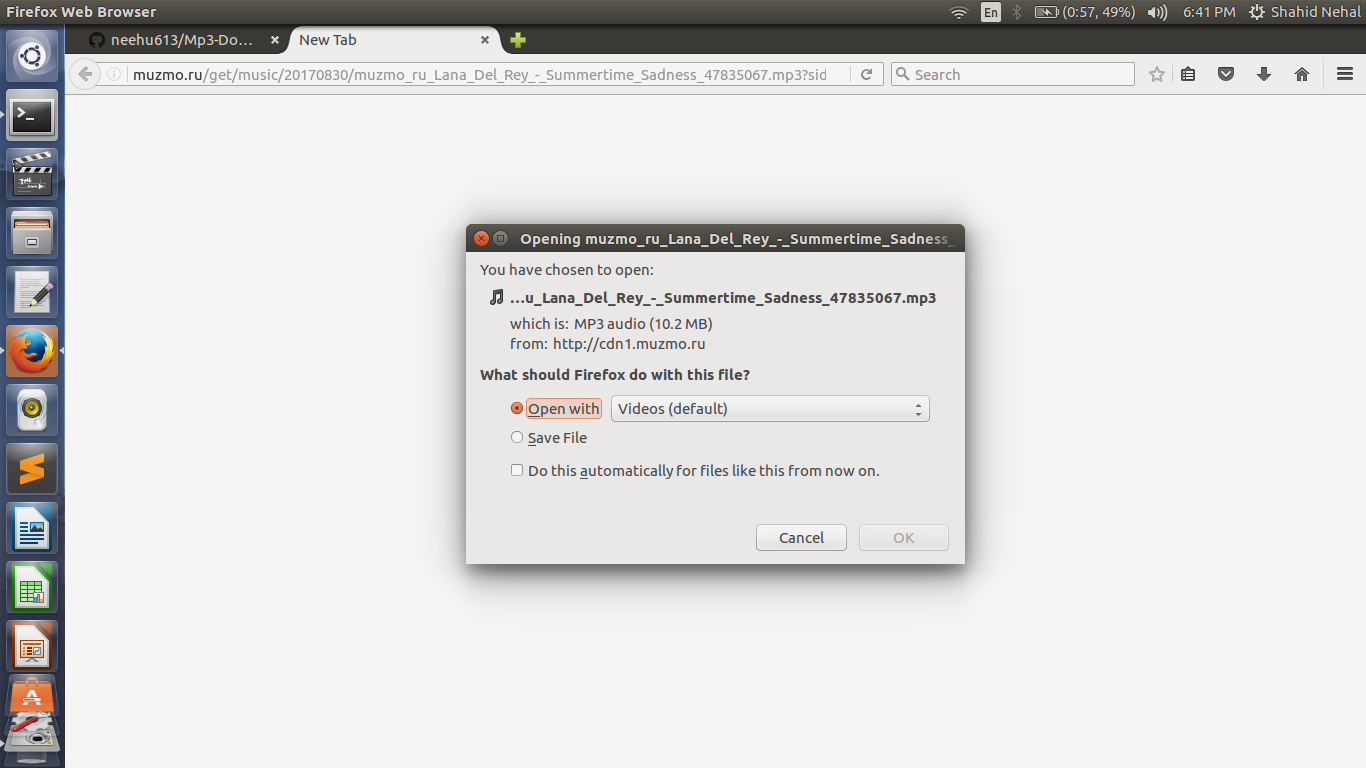 Firefox Web Browser
En
(0:57, 49%)
6:41 PM
Shahid Nehal
neehu613/Mp3-Do...
New Tab
muzmo.ru/get/music/20170830/muzmo_ru_Lana_Del_Rey_-_Summertime_Sadness_47835067.mp3?sid
Search
Opening muzmo_ru_Lana_Del_Rey_-_Summertime_Sadness_
You have chosen to open:
...u_Lana_Del_Rey_-_Summertime_Sadness_47835067.mp3
which is: MP3 audio (10.2 MB)
from: http://cdn1.muzmo.ru
What should Firefox do with this file?
Open with
Videos (default)
Save File
Do this automatically for files like this from now on.
Cancel
OK